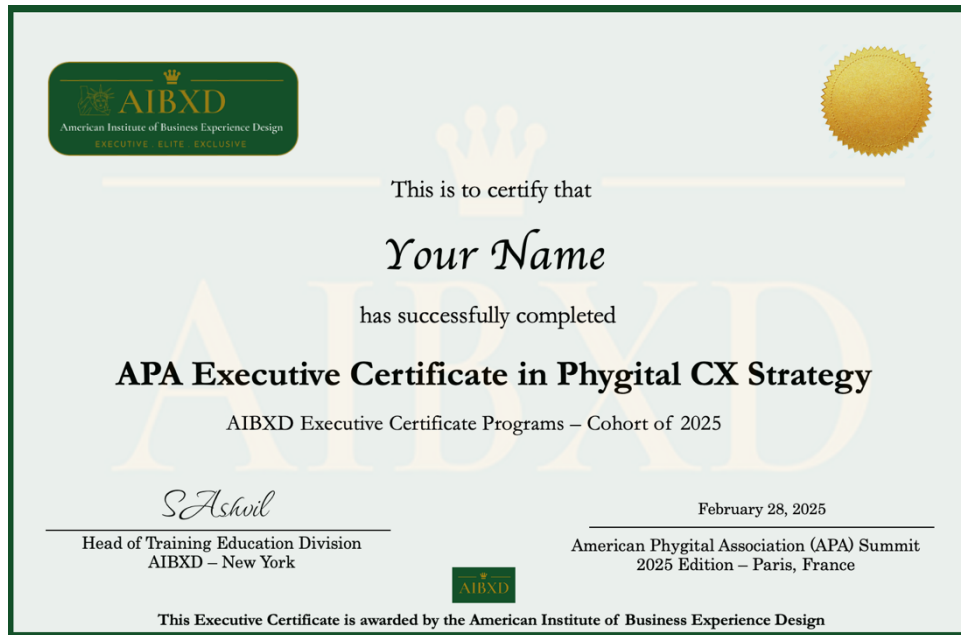 AIBXD
American Institute of Business Experience Design
EXECUTIVE . ELITE . EXCLUSIVE
This is to certify that
Your Name
has successfully completed
APA Executive Certificate in Phygital CX Strategy
AIBXD Executive Certificate Programs – Cohort of 2025
AIBXD
SAshvil
February 28, 2025
Head of Training Education Division
AIBXD – New York
American Phygital Association (APA) Summit
2025 Edition – Paris, France
AIBXD
This Executive Certificate is awarded by the American Institute of Business Experience Design